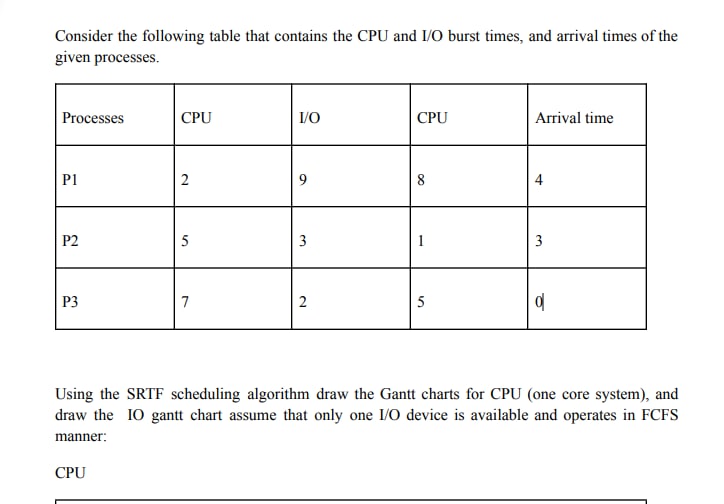 Consider the following table that contains the CPU and I/O burst times, and arrival times of the
given processes.
Processes CPU I/O CPU Arrival time
P1 2 9 8 4
P2 5 3 1 3
P3 7 2 5 0
Using the SRTF scheduling algorithm draw the Gantt charts for CPU (one core system), and
draw the IO gantt chart assume that only one I/O device is available and operates in FCFS
manner:
CPU